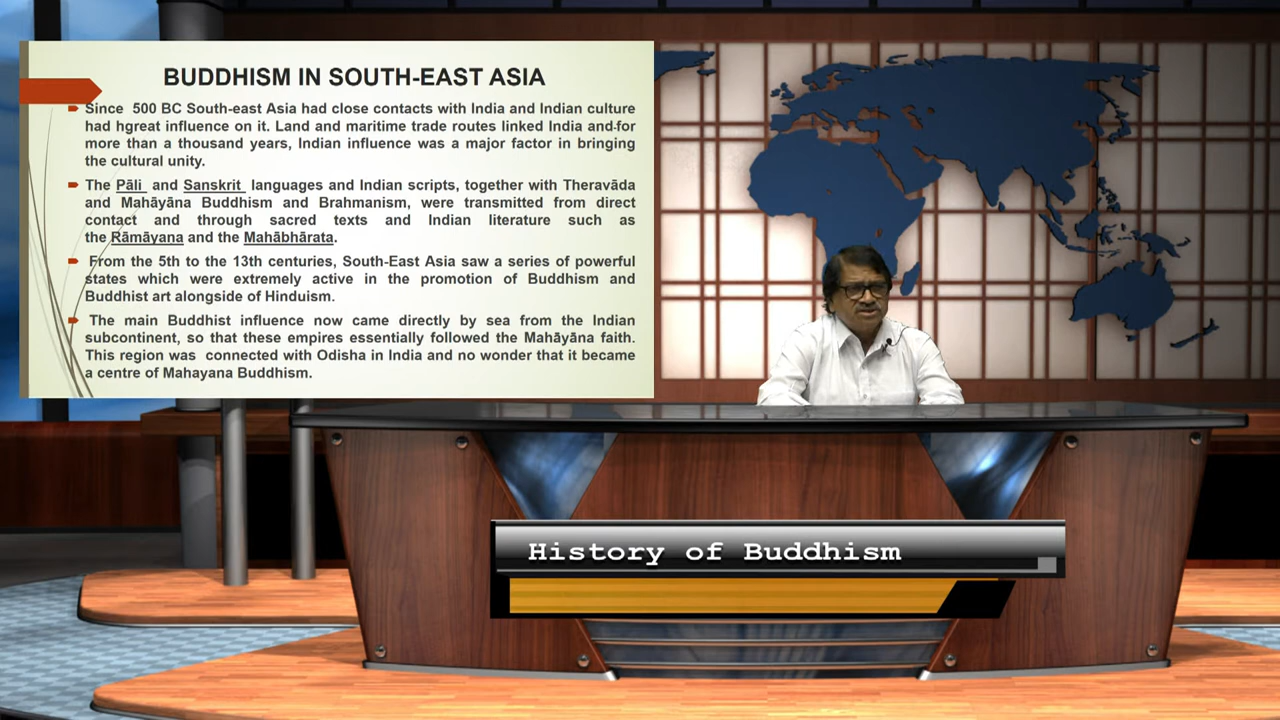 BUDDHISM IN SOUTH-EAST ASIA
Since 500 BC South-east Asia had close contacts with India and Indian culture
had hgreat influence on it. Land and maritime trade routes linked India and for
more than a thousand years, Indian influence was a major factor in bringing
the cultural unity.
The Pāli and Sanskrit languages and Indian scripts, together with Theravāda
and Mahāyāna Buddhism and Brahmanism, were transmitted from direct
contact and through sacred texts and Indian literature such as
the Rāmāyana and the Mahābhārata.
From the 5th to the 13th centuries, South-East Asia saw a series of powerful
states which were extremely active in the promotion of Buddhism and
Buddhist art alongside of Hinduism.
The main Buddhist influence now came directly by sea from the Indian
subcontinent, so that these empires essentially followed the Mahāyāna faith.
This region was connected with Odisha in India and no wonder that it became
a centre of Mahayana Buddhism.
History of Buddhism